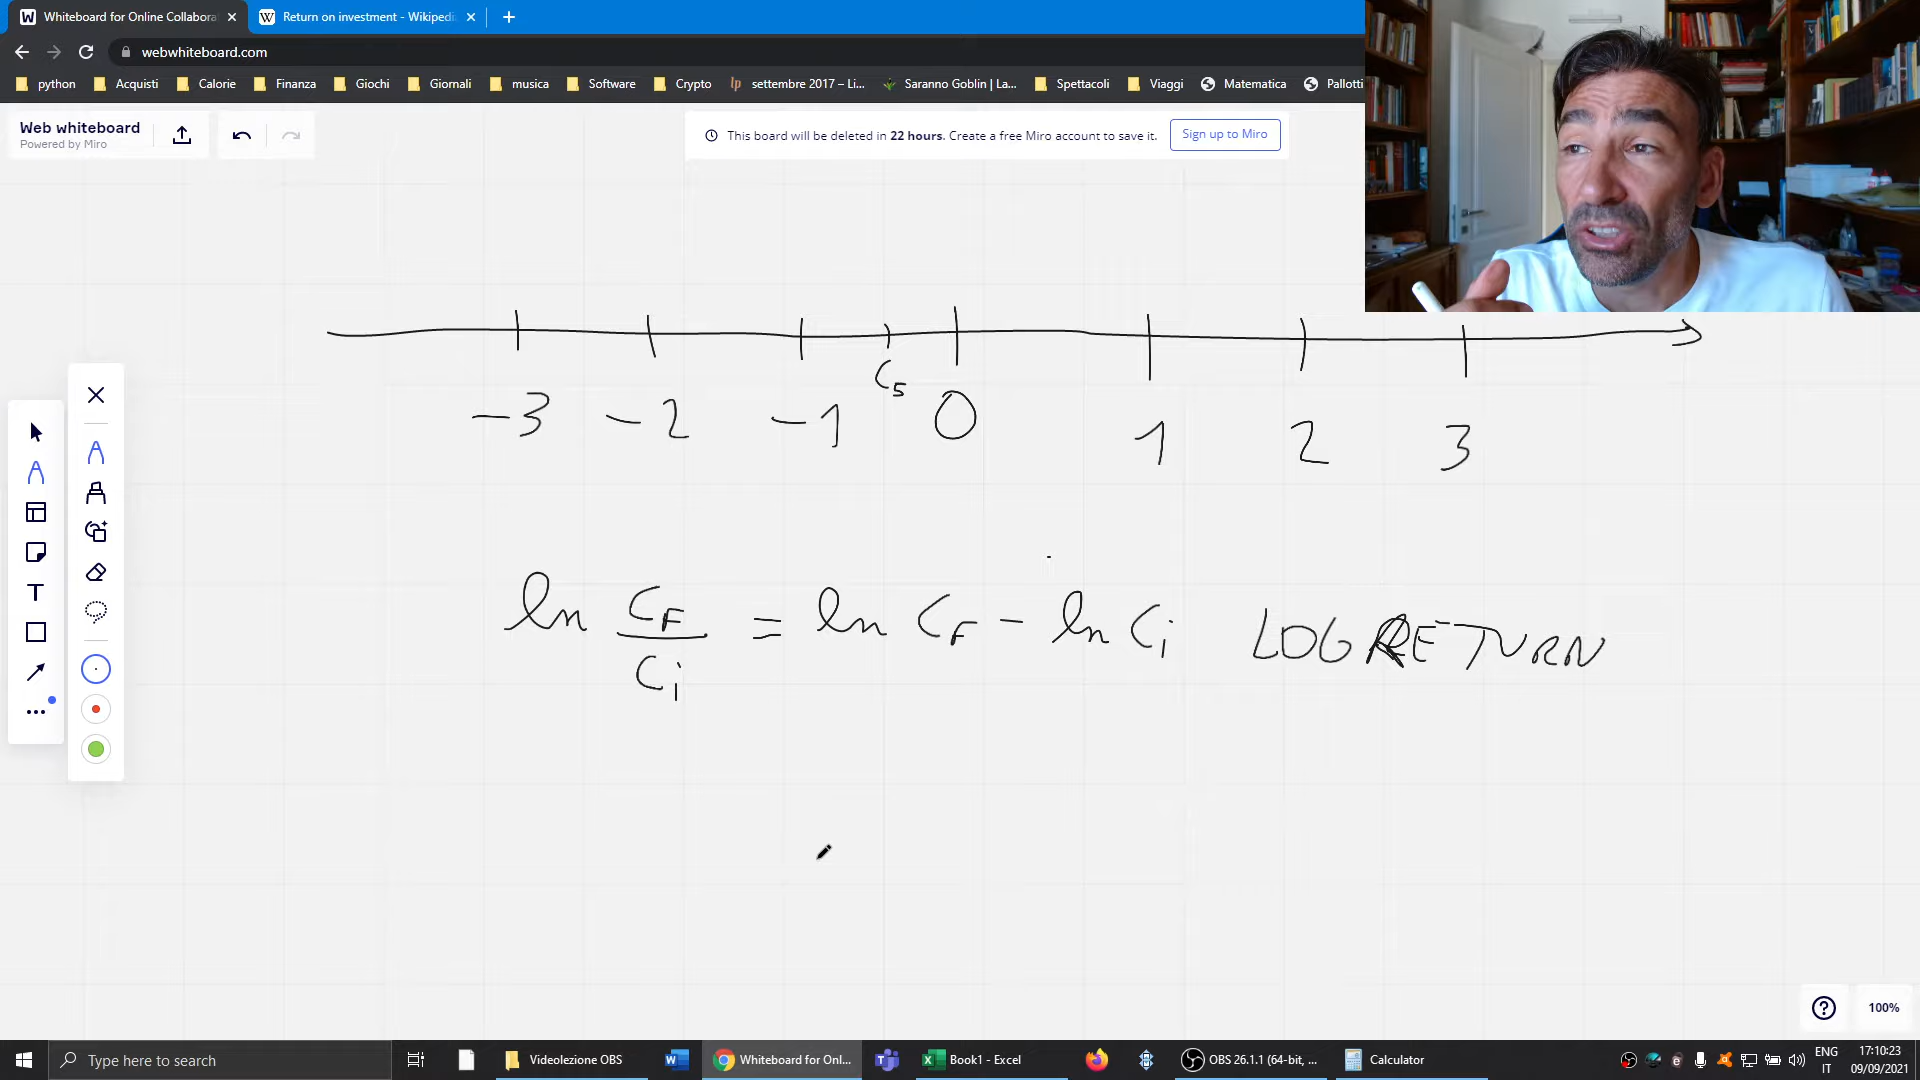 Whiteboard for Online Collabora
Return on investment - Wikipedi
webwhiteboard.com
python
Acquisti
Calorie
Finanza
Giochi
Giornali
musica
Software
Crypto
lp settembre 2017 – Li...
Saranno Goblin | La...
Spettacoli
Viaggi
Matematica
Pallotti
Web whiteboard
Powered by Miro
This board will be deleted in 22 hours. Create a free Miro account to save it.
Sign up to Miro
C5
-3 -2 -1 0 1 2 3
ln CF/Ci = ln CF - ln Ci LOG RETURN
T
100%
Type here to search
Videolezione OBS
Whiteboard for Onl...
Book1 - Excel
OBS 26.1.1 (64-bit, ...
Calculator
ENG
IT
17:10:23
09/09/2021